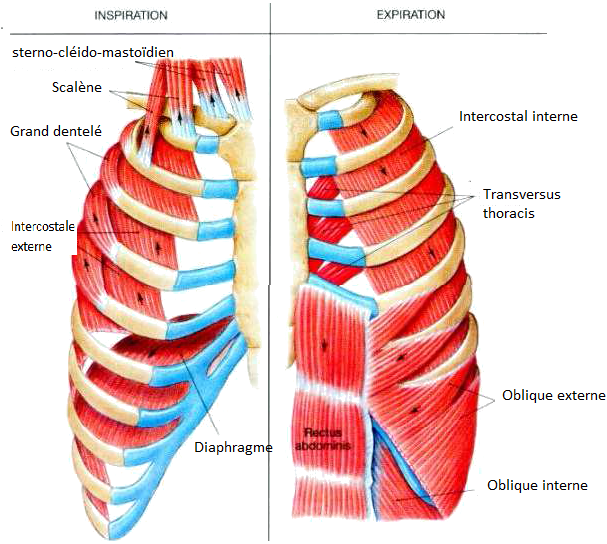 INSPIRATION
EXPIRATION
sterno-cléido-mastoïdien
Scalène
Grand dentelé
Intercostale
externe
Diaphragme
Intercostal interne
Transversus
thoracis
Oblique externe
Rectus
abdominis
Oblique interne